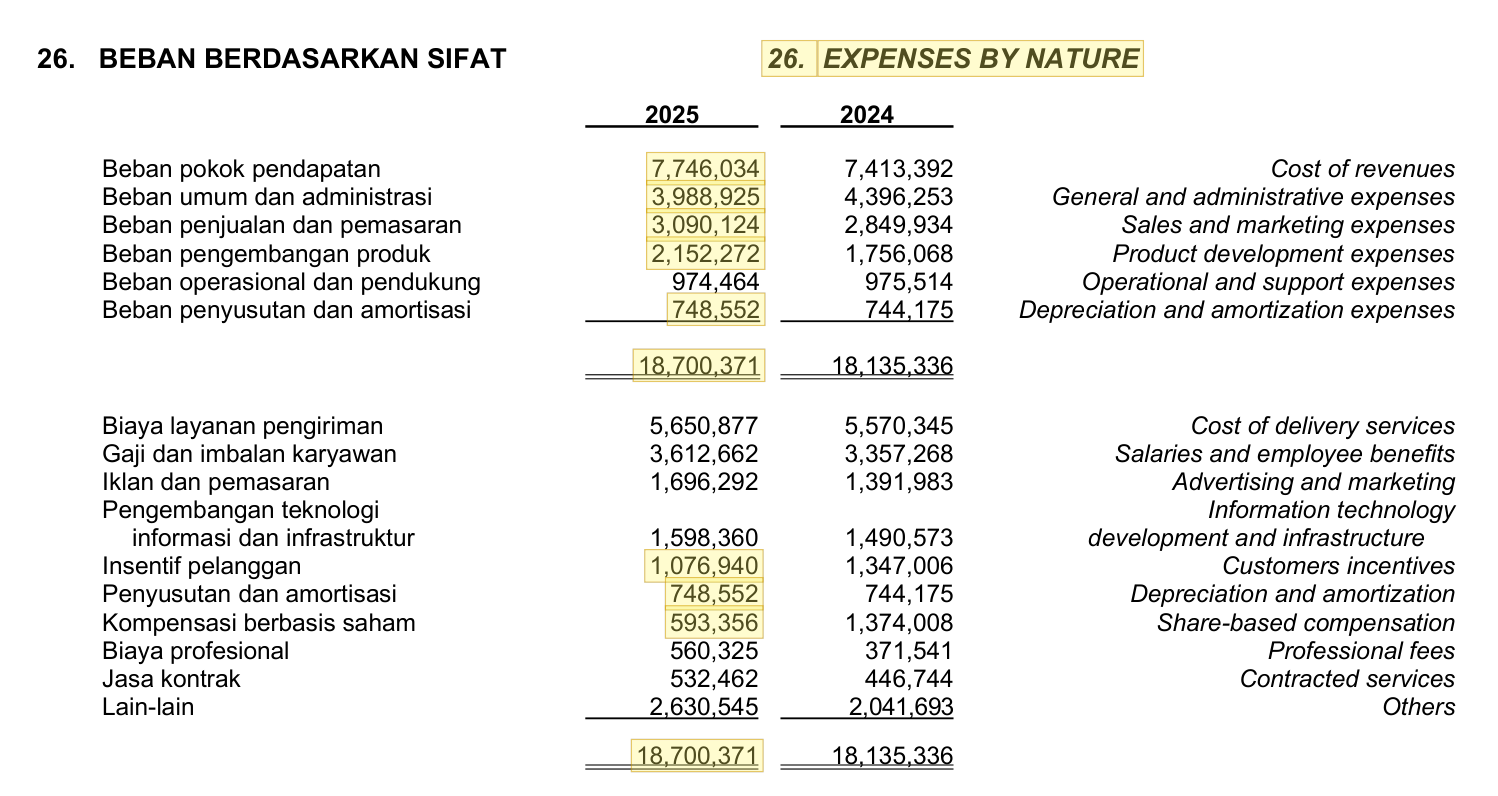 26. BEBAN BERDASARKAN SIFAT 26. EXPENSES BY NATURE
2025 2024
Beban pokok pendapatan 7,746,034 7,413,392 Cost of revenues
Beban umum dan administrasi 3,988,925 4,396,253 General and administrative expenses
Beban penjualan dan pemasaran 3,090,124 2,849,934 Sales and marketing expenses
Beban pengembangan produk 2,152,272 1,756,068 Product development expenses
Beban operasional dan pendukung 974,464 975,514 Operational and support expenses
Beban penyusutan dan amortisasi 748,552 744,175 Depreciation and amortization expenses
18,700,371 18,135,336
Biaya layanan pengiriman 5,650,877 5,570,345 Cost of delivery services
Gaji dan imbalan karyawan 3,612,662 3,357,268 Salaries and employee benefits
Iklan dan pemasaran 1,696,292 1,391,983 Advertising and marketing
Pengembangan teknologi Information technology
informasi dan infrastruktur 1,598,360 1,490,573 development and infrastructure
Insentif pelanggan 1,076,940 1,347,006 Customers incentives
Penyusutan dan amortisasi 748,552 744,175 Depreciation and amortization
Kompensasi berbasis saham 593,356 1,374,008 Share-based compensation
Biaya profesional 560,325 371,541 Professional fees
Jasa kontrak 532,462 446,744 Contracted services
Lain-lain 2,630,545 2,041,693 Others
18,700,371 18,135,336